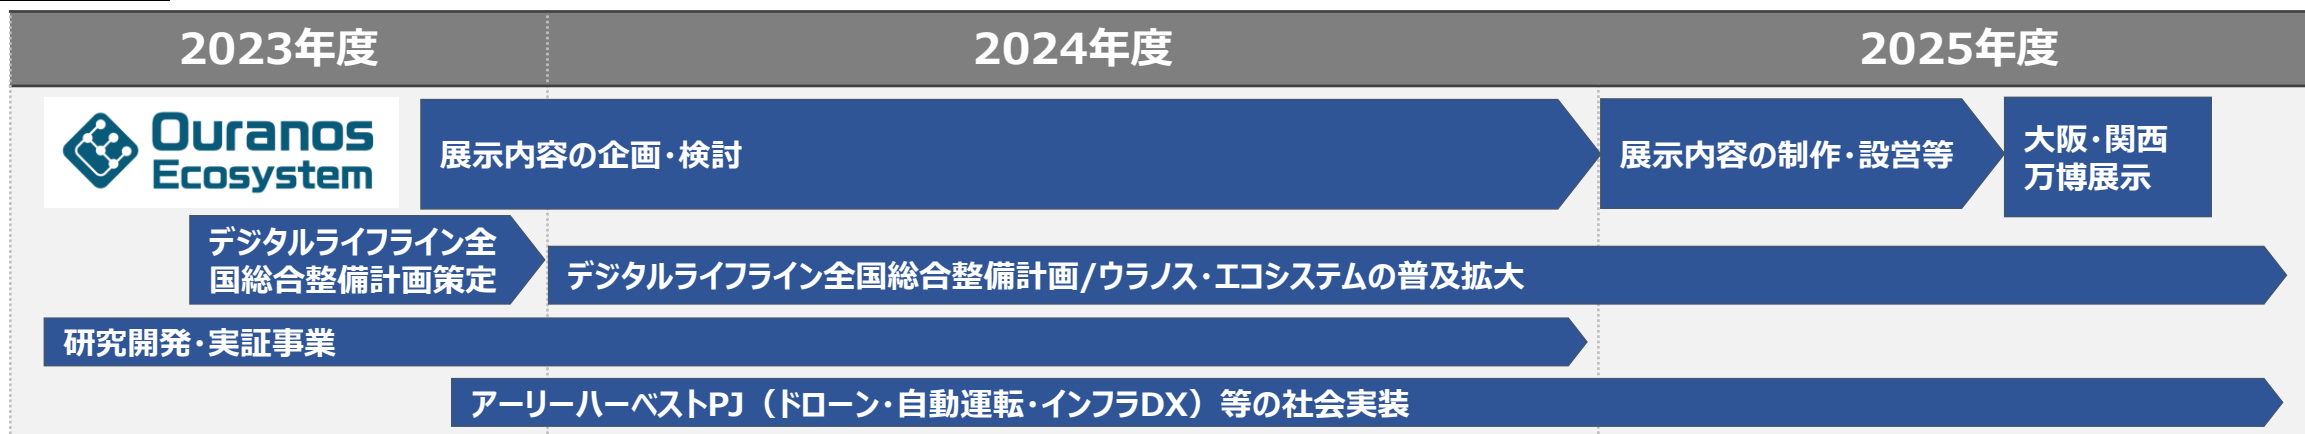 2023年度
2024年度
2025年度
Ouranos
Ecosystem
展示内容の企画・検討
展示内容の制作・設営等
大阪・関西
万博展示
デジタルライフライン全
国総合整備計画策定
デジタルライフライン全国総合整備計画/ウラノス・エコシステムの普及拡大
研究開発・実証事業
アーリーハーベストPJ（ドローン・自動運転・インフラDX）等の社会実装